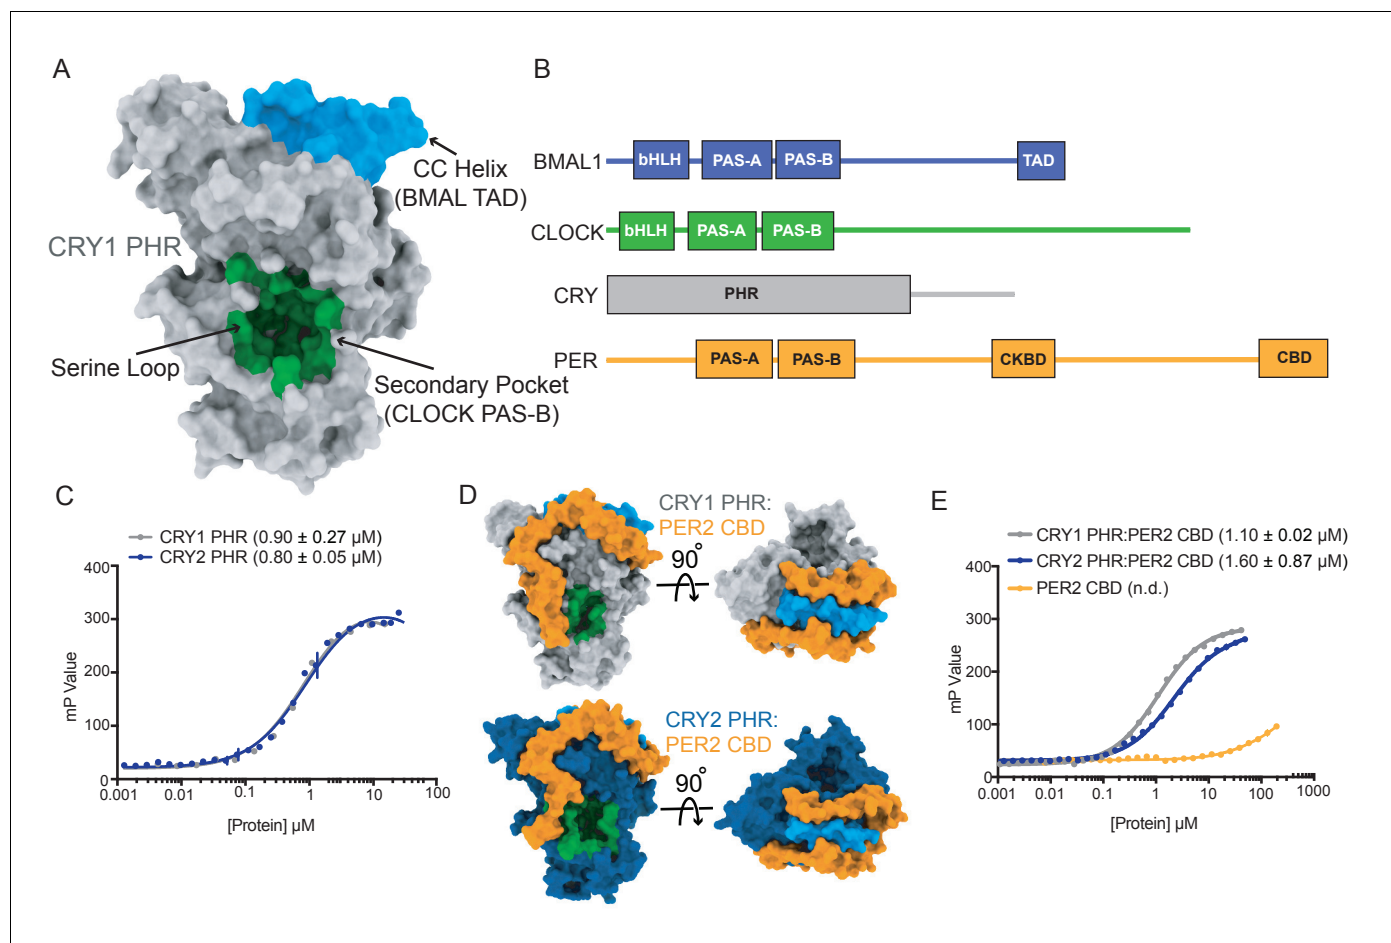 A
CC Helix
(BMAL TAD)
CRY1 PHR
Serine Loop
Secondary Pocket
(CLOCK PAS-B)
B
BMAL1
bHLH
PAS-A
PAS-B
TAD
CLOCK
bHLH
PAS-A
PAS-B
CRY
PHR
PER
PAS-A
PAS-B
CKBD
CBD
C
CRY1 PHR (0.90 ± 0.27 µM)
CRY2 PHR (0.80 ± 0.05 µM)
400
300
200
100
0
mP Value
0.001
0.01
0.1
1
10
100
[Protein] µM
D
CRY1 PHR:
PER2 CBD
90°
CRY2 PHR:
PER2 CBD
90°
E
CRY1 PHR:PER2 CBD (1.10 ± 0.02 µM)
CRY2 PHR:PER2 CBD (1.60 ± 0.87 µM)
PER2 CBD (n.d.)
400
300
200
100
0
mP Value
0.001
0.01
0.1
1
10
100
1000
[Protein] µM